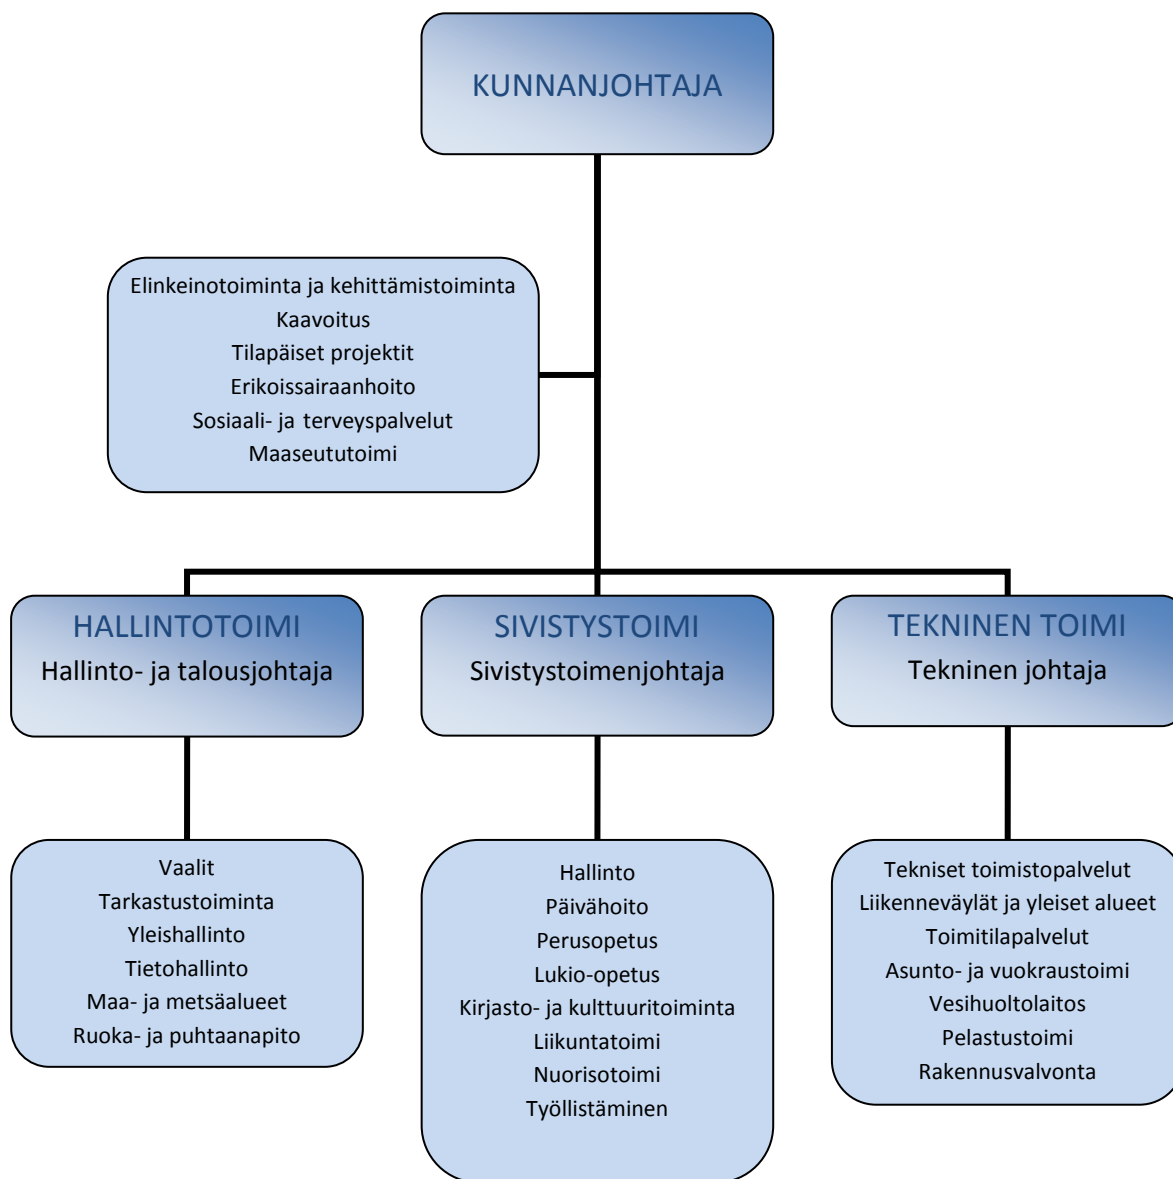 KUNNANJOHTAJA
Elinkeinotoiminta ja kehittämistoiminta
Kaavoitus
Tilapäiset projektit
Erikoissairaanhoito
Sosiaali- ja terveyspalvelut
Maaseututoimi
HALLINTOTOIMI
Hallinto- ja talousjohtaja
SIVISTYSTOIMI
Sivistystoimenjohtaja
TEKNINEN TOIMI
Tekninen johtaja
Vaalit
Tarkastustoiminta
Yleishallinto
Tietohallinto
Maa- ja metsäalueet
Ruoka- ja puhtaanapito
Hallinto
Päivähoito
Perusopetus
Lukio-opetus
Kirjasto- ja kulttuuritoiminta
Liikuntatoimi
Nuorisotoimi
Työllistäminen
Tekniset toimistopalvelut
Liikenneväylät ja yleiset alueet
Toimitilapalvelut
Asunto- ja vuokraustoimi
Vesihuoltolaitos
Pelastustoimi
Rakennusvalvonta